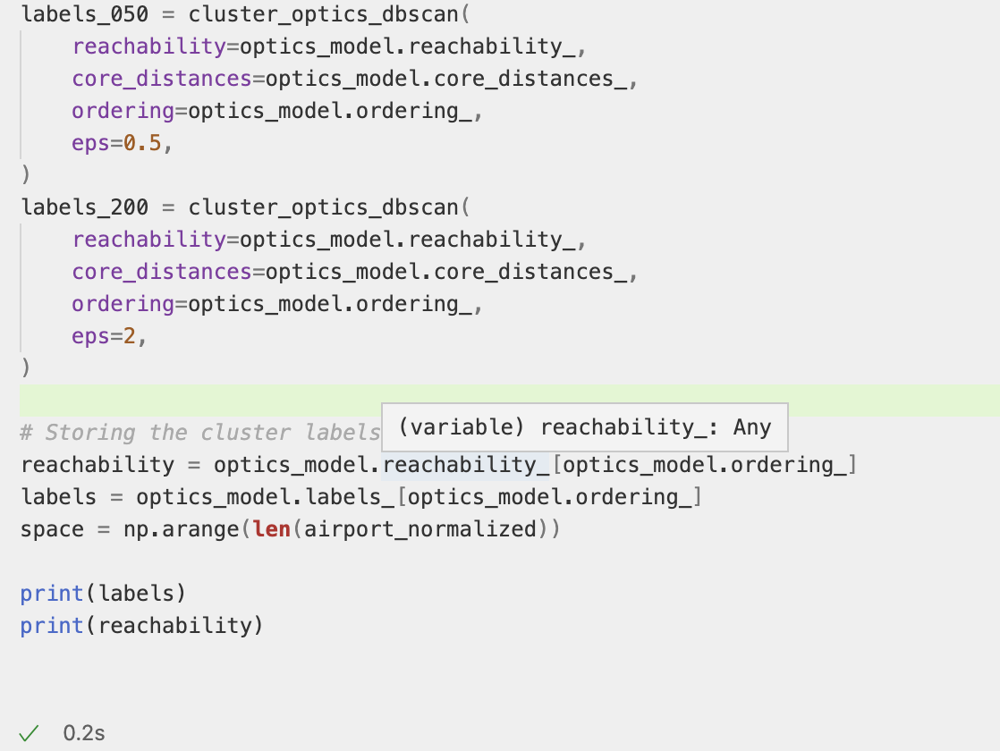 labels_050 = cluster_optics_dbscan(
    reachability=optics_model.reachability_,
    core_distances=optics_model.core_distances_,
    ordering=optics_model.ordering_,
    eps=0.5,
)
labels_200 = cluster_optics_dbscan(
    reachability=optics_model.reachability_,
    core_distances=optics_model.core_distances_,
    ordering=optics_model.ordering_,
    eps=2,
)
(variable) reachability_: Any
# Storing the cluster labels
reachability = optics_model.reachability_[optics_model.ordering_]
labels = optics_model.labels_[optics_model.ordering_]
space = np.arange(len(airport_normalized))
print(labels)
print(reachability)
0.2s